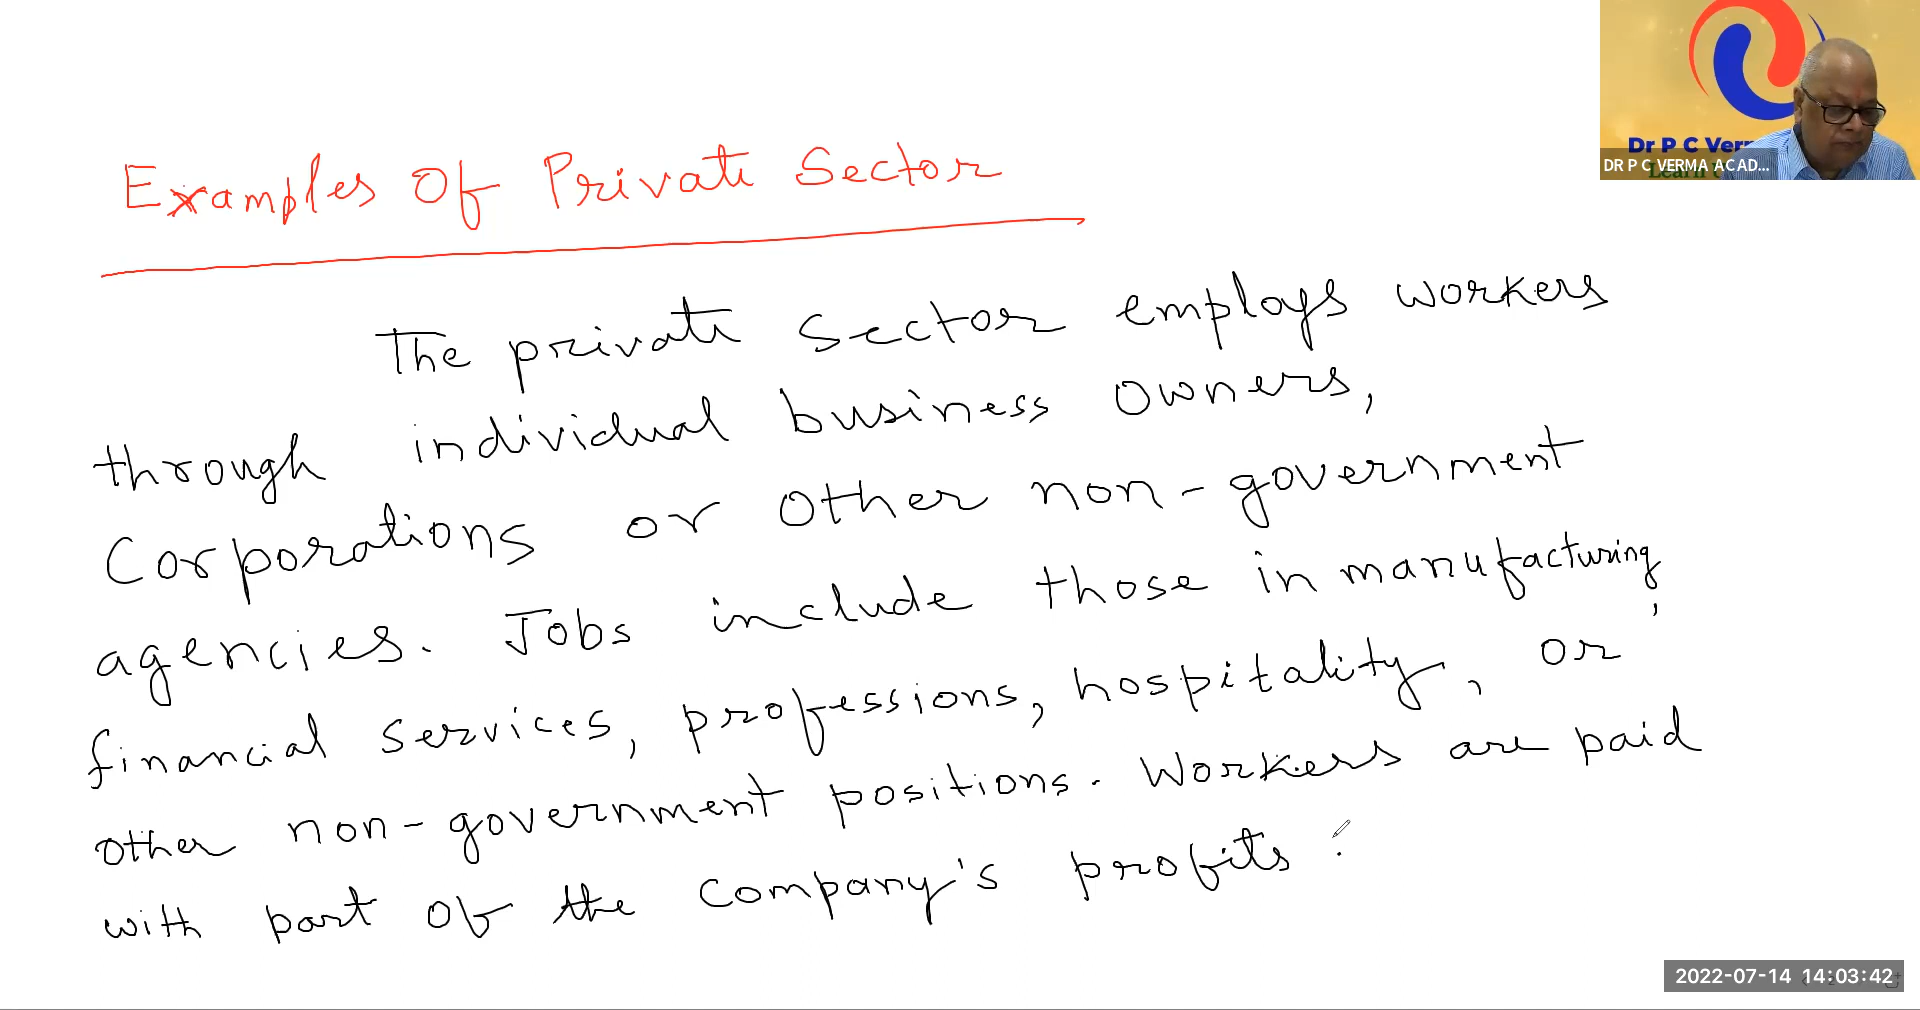 Examples Of Private Sector
The private sector employs workers
through individual business owners,
Corporations or other non-government
agencies. Jobs include those in manufacturing,
financial services, professions, hospitality, or
other non-government positions. Workers are paid
with part of the company's profits.
Dr P C Ver
DR P C VERMA ACAD...
2022-07-14 14:03:42